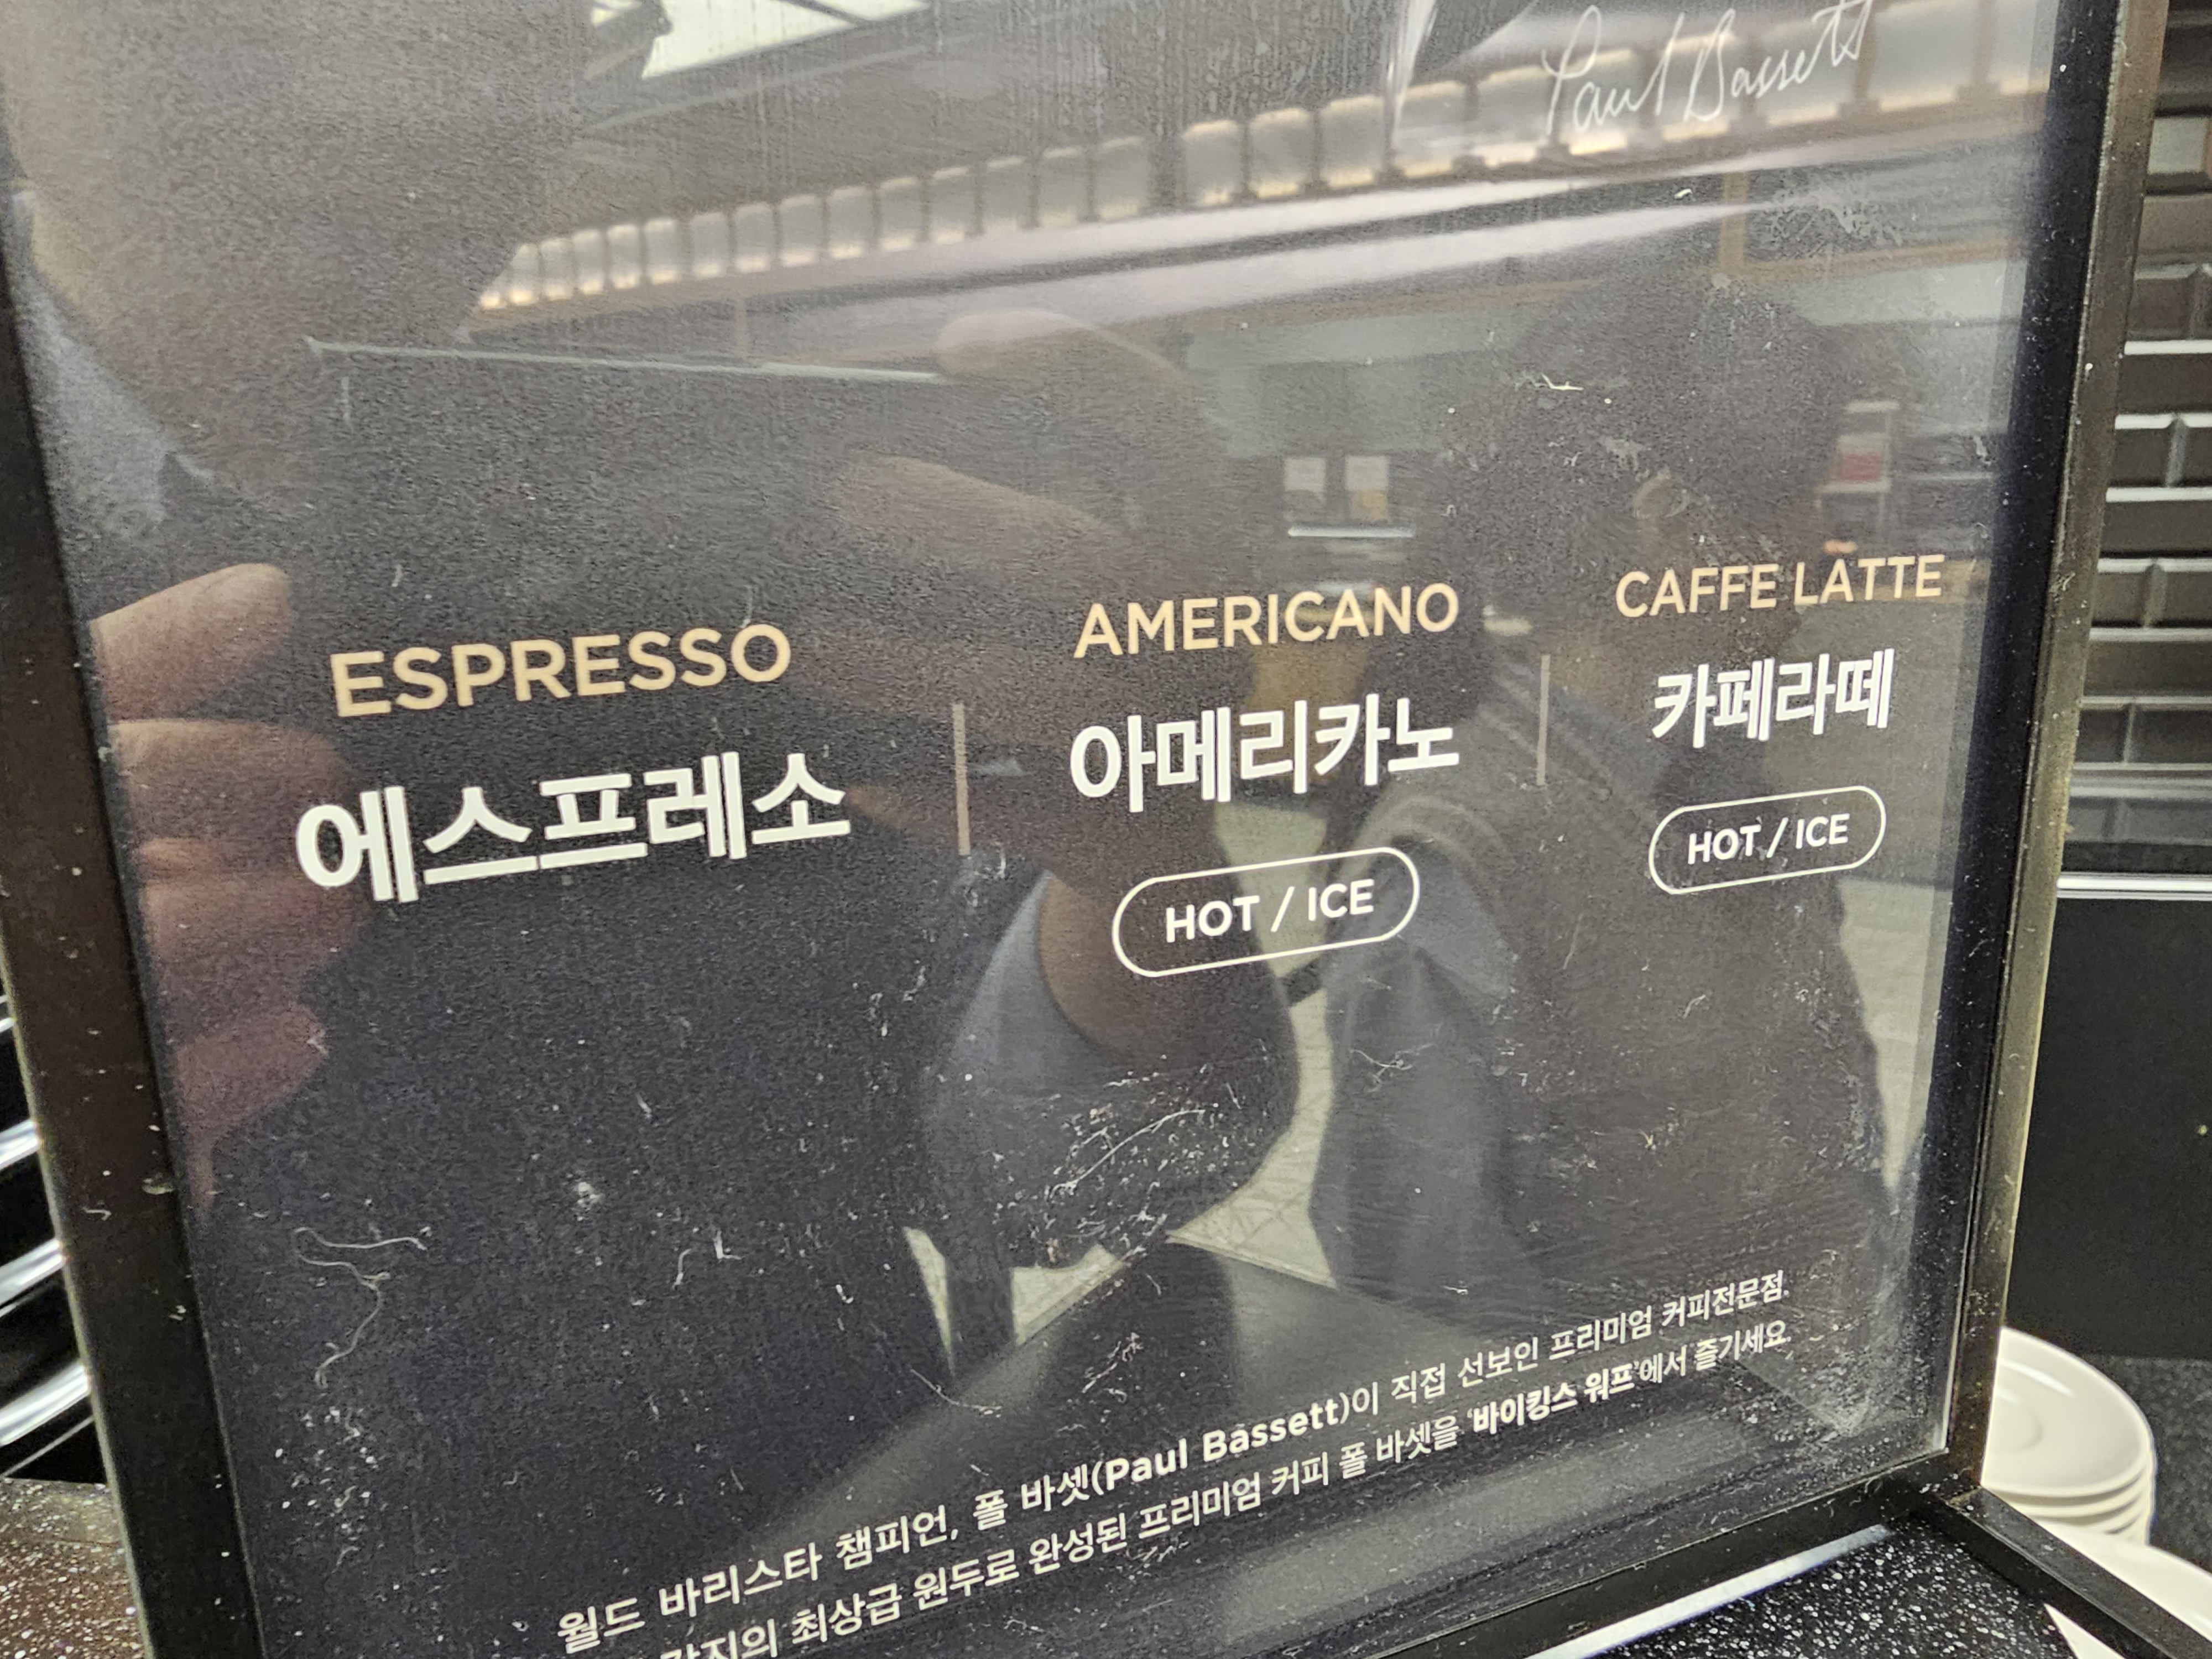 Paul Bassett
ESPRESSO
에스프레소
AMERICANO
아메리카노
HOT / ICE
CAFFE LATTE
카페라떼
HOT / ICE
월드 바리스타 챔피언, 폴 바셋(Paul Bassett)이 직접 선보인 프리미엄 커피전문점.
각지의 최상급 원두로 완성된 프리미엄 커피 폴 바셋을 '바이킹스 워프'에서 즐기세요.